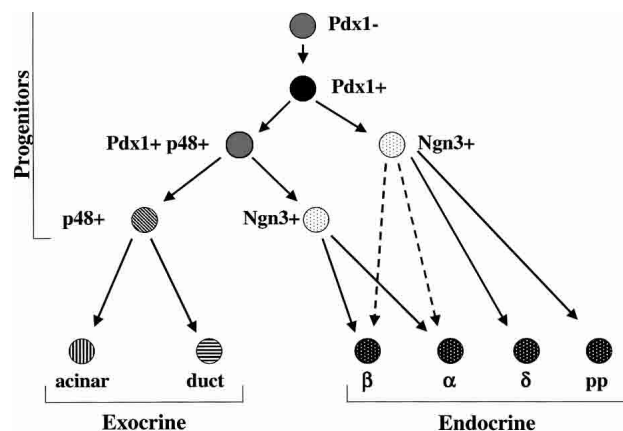 Pdx1-
Pdx1+
Progenitors
Pdx1+ p48+
Ngn3+
p48+
Ngn3+
acinar
duct
β
α
δ
pp
Exocrine
Endocrine